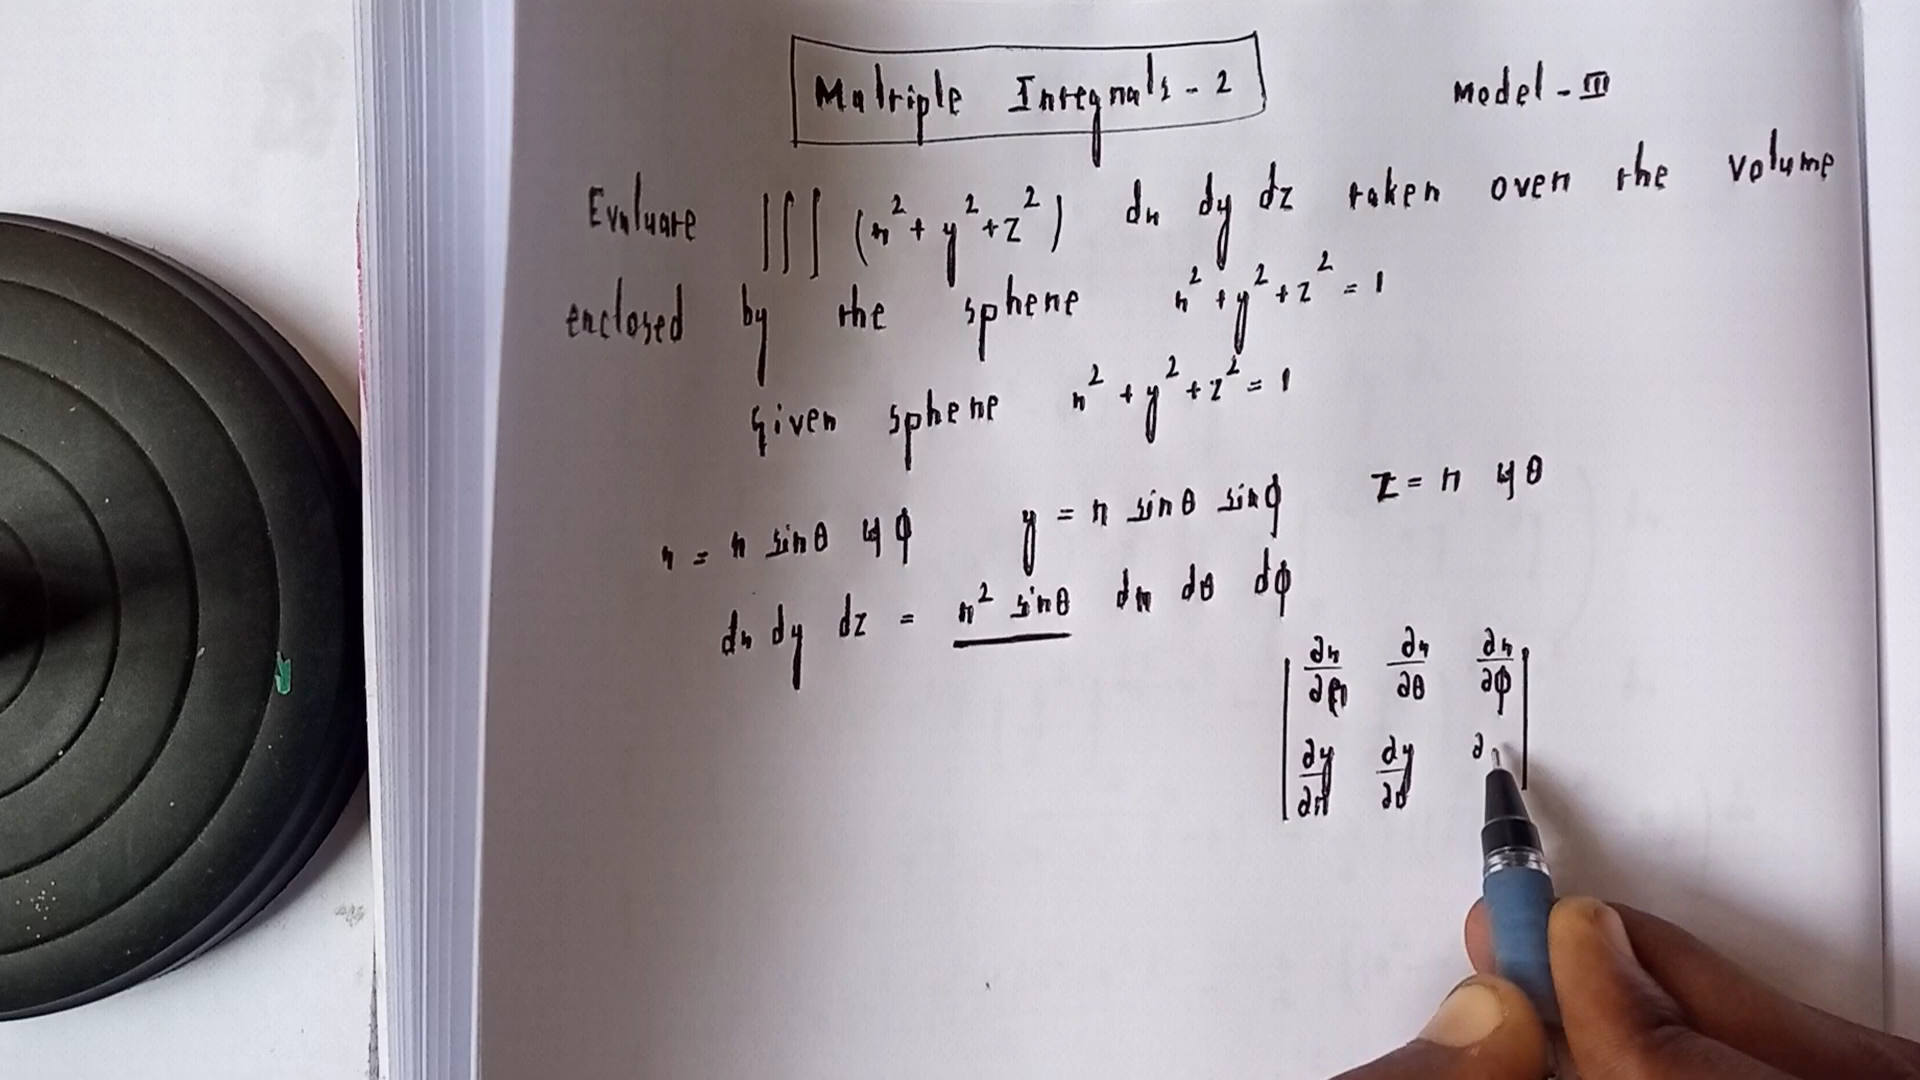 Multiple Integrals - 2
Model - III
Evaluate ∫∫∫ (x² + y² + z²) dx dy dz taken over the volume
enclosed by the sphere x² + y² + z² = 1
Given sphere x² + y² + z² = 1
x = r sinθ cos φ y = r sinθ sinφ z = r cos θ
dx dy dz = r² sinθ dr dθ dφ
∂x/∂r ∂x/∂θ ∂x/∂φ
∂y/∂r ∂y/∂θ ∂